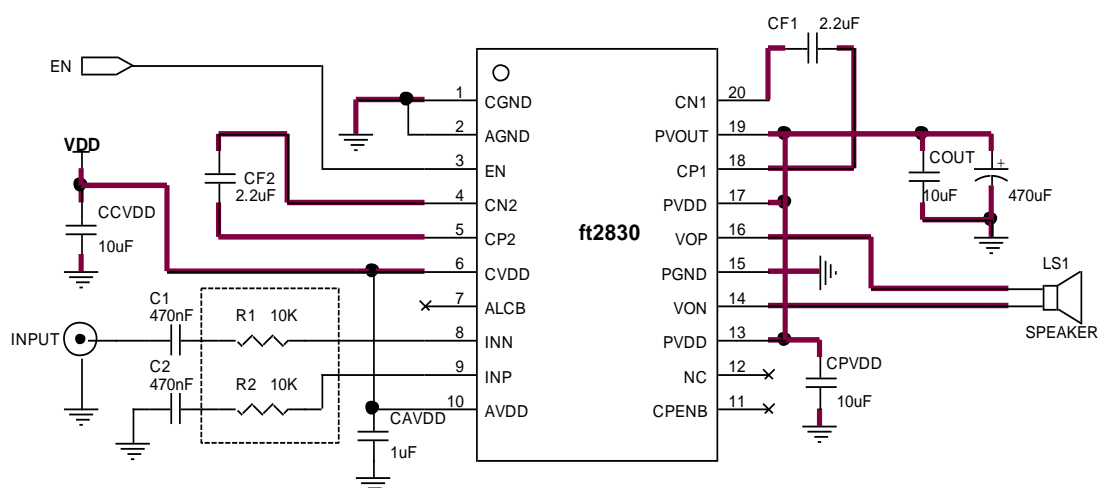 CF1 2.2uF
EN
VDD
CF2
2.2uF
CCVDD
10uF
C1
470nF
R1 10K
INPUT
C2
470nF
R2 10K
CAVDD
1uF
1 CGND
2 AGND
3 EN
4 CN2
5 CP2
6 CVDD
7 ALCB
8 INN
9 INP
10 AVDD
ft2830
CN1 20
PVOUT 19
CP1 18
PVDD 17
VOP 16
PGND 15
VON 14
PVDD 13
NC 12
CPENB 11
COUT
10uF
+
470uF
LS1
SPEAKER
CPVDD
10uF